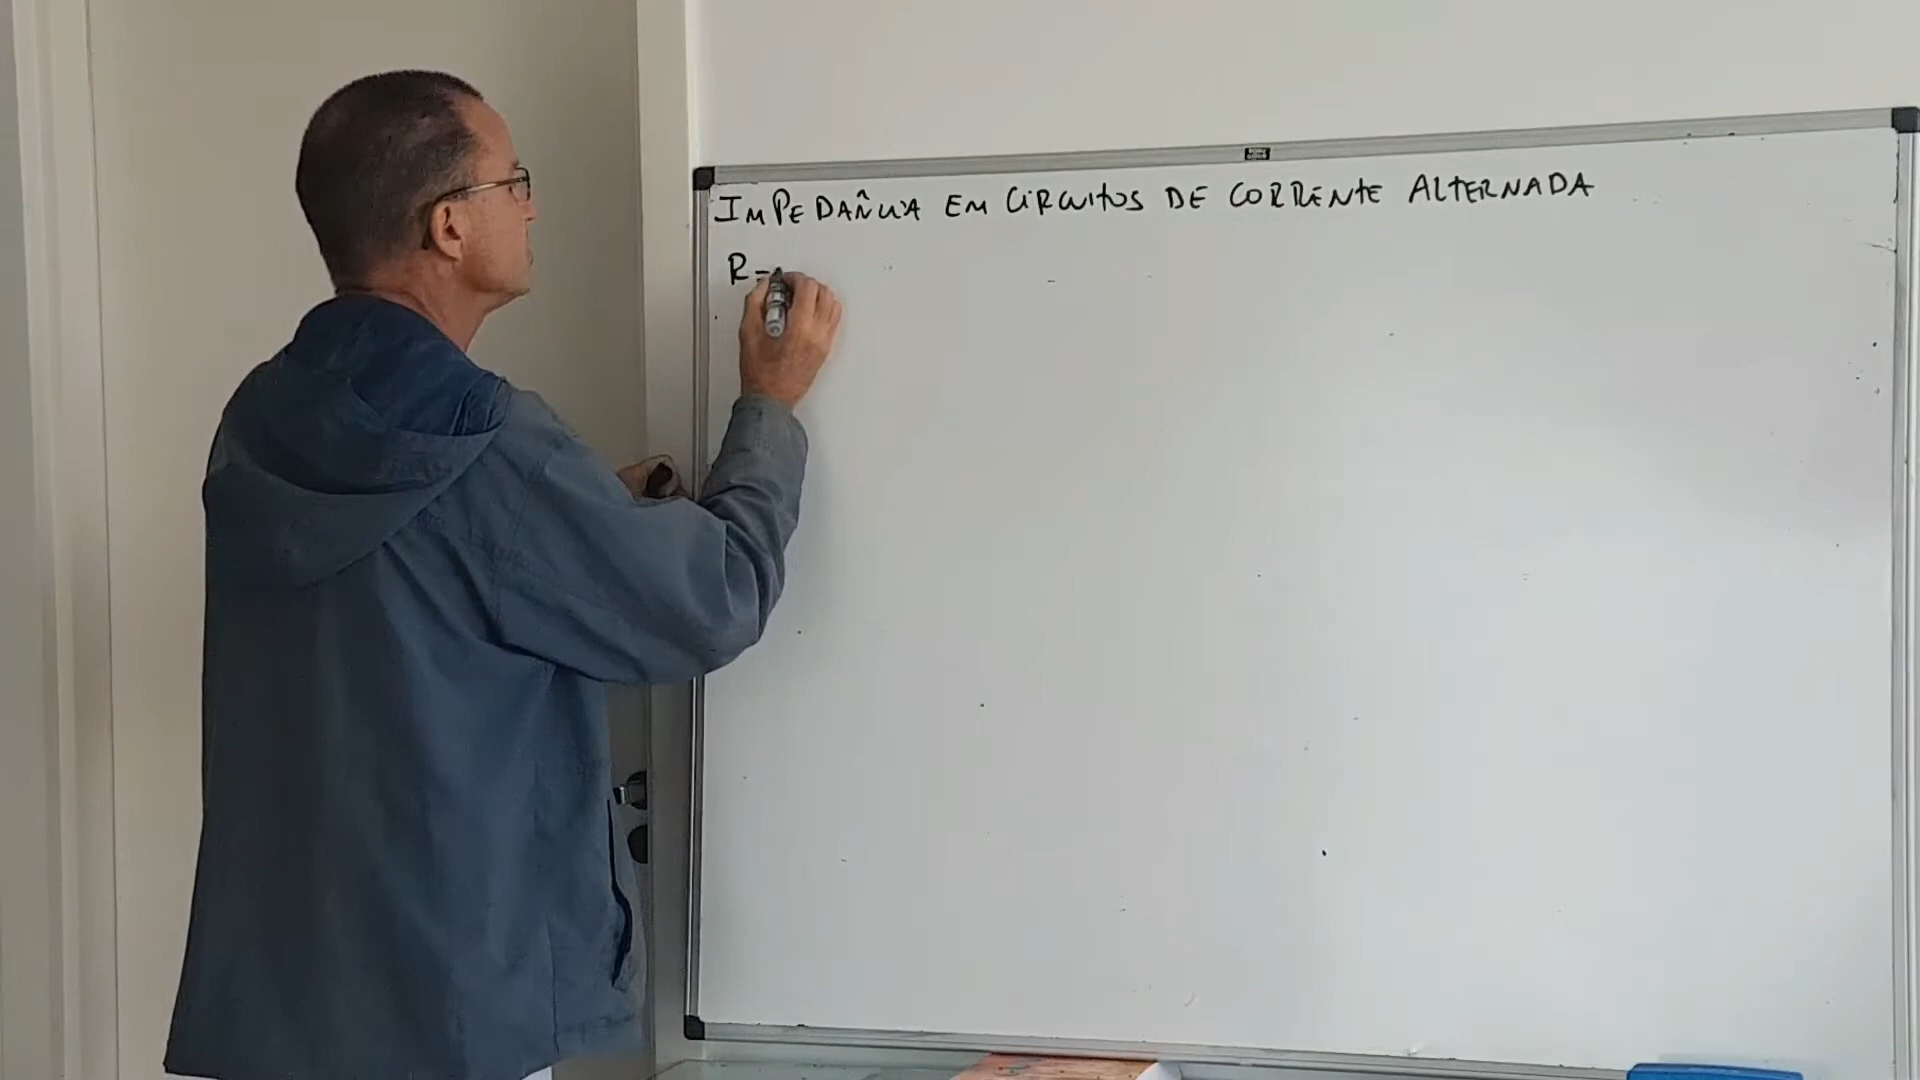 IMPEDÂNCIA EM CIRCUITOS DE CORRENTE ALTERNADA
R =